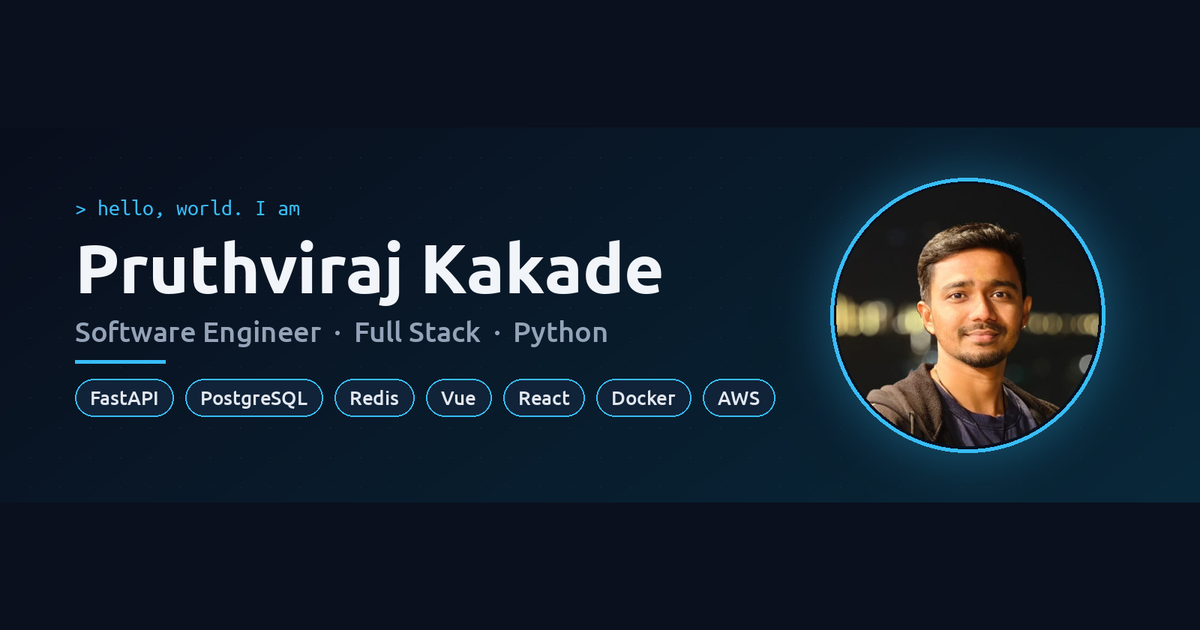 > hello, world. I am
Pruthviraj Kakade
Software Engineer · Full Stack · Python
FastAPI PostgreSQL Redis Vue React Docker AWS